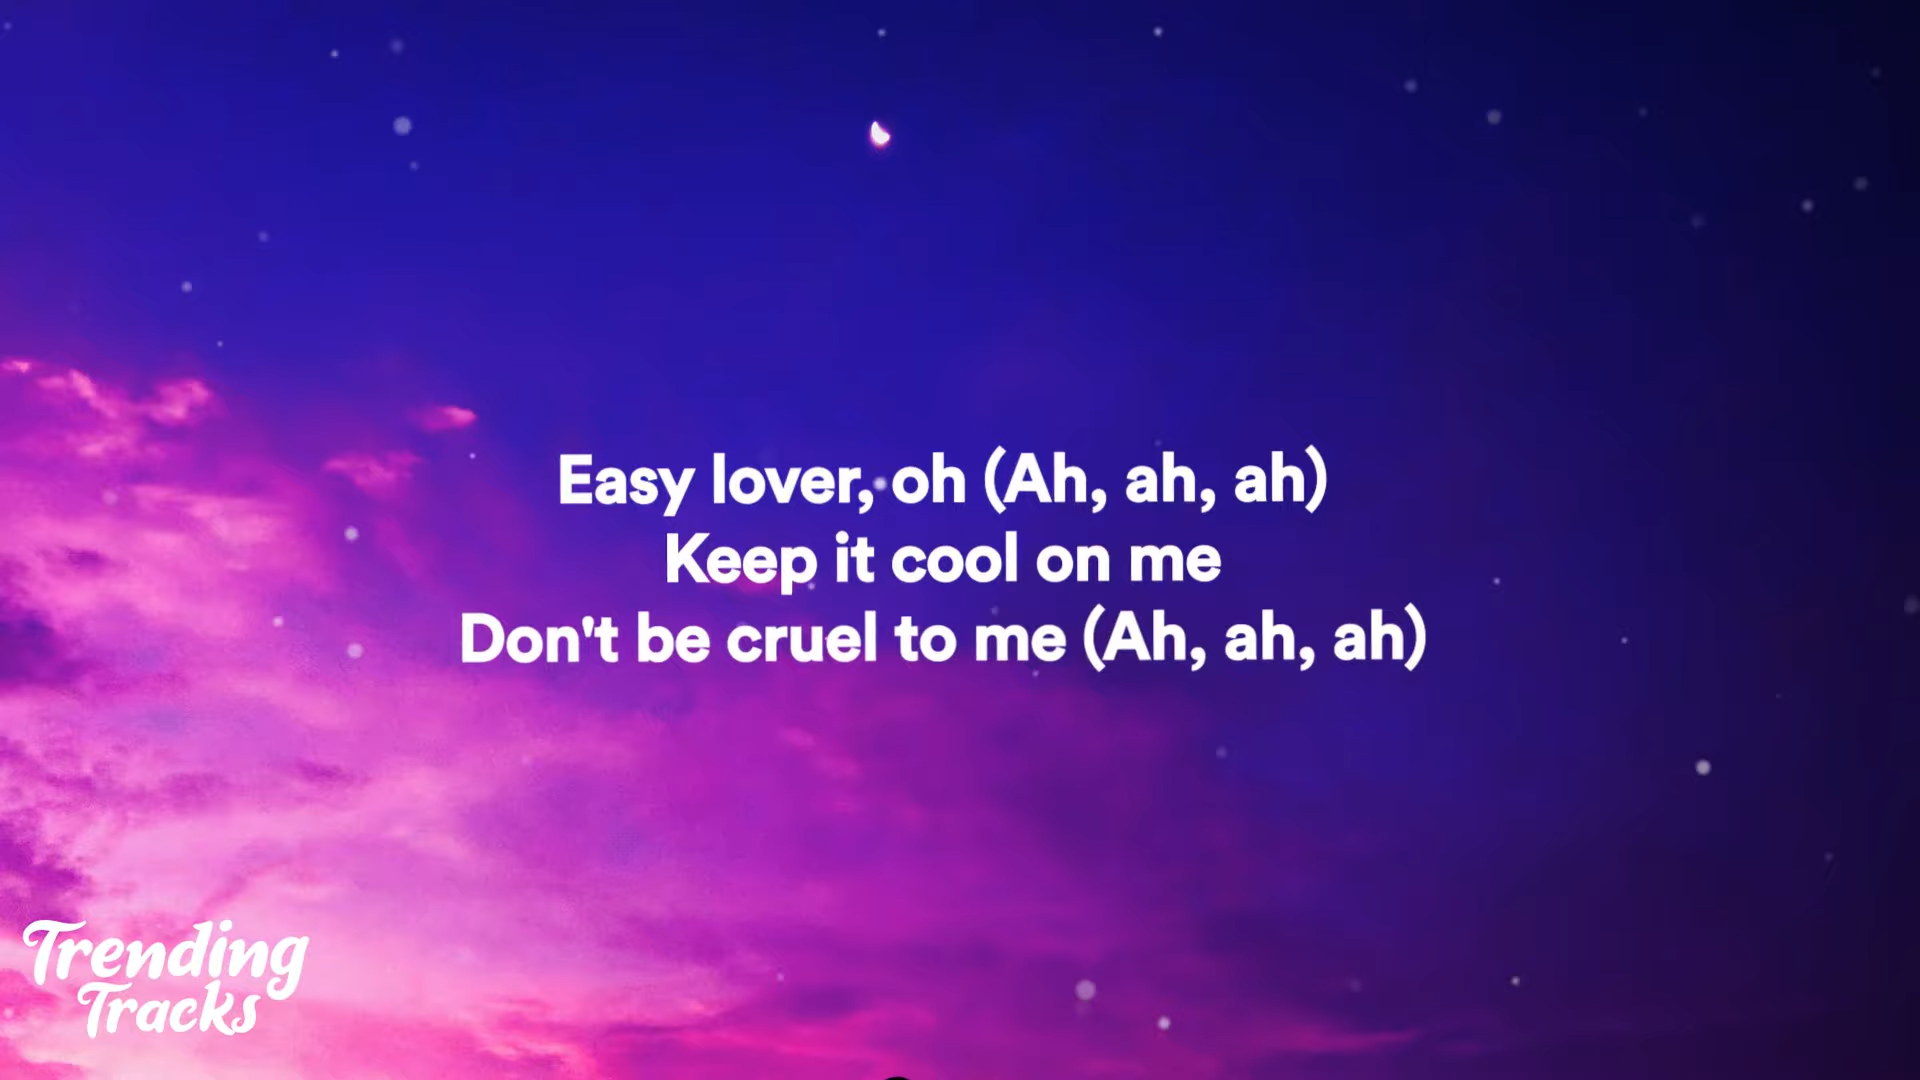 Easy lover, oh (Ah, ah, ah)
Keep it cool on me
Don't be cruel to me (Ah, ah, ah)
Trending
Tracks